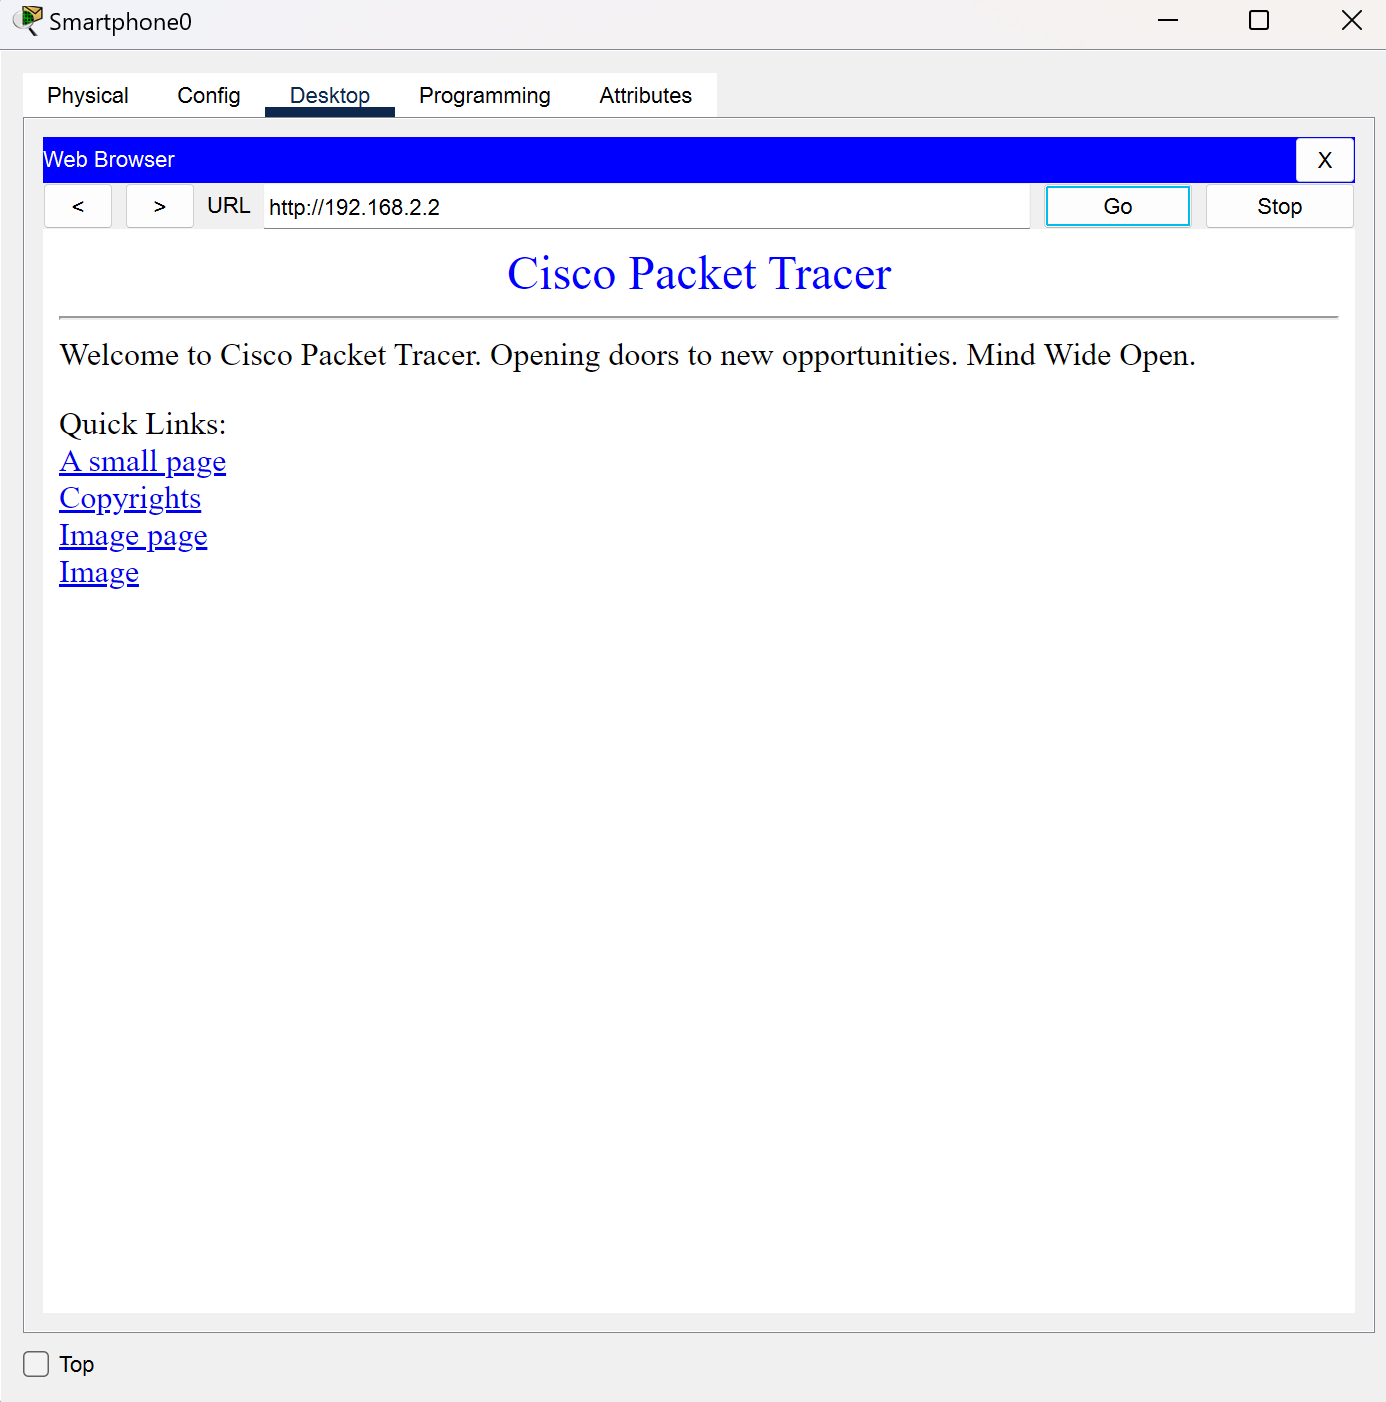 Smartphone0
Physical Config Desktop Programming Attributes
Web Browser X
< > URL http://192.168.2.2 Go Stop
Cisco Packet Tracer
Welcome to Cisco Packet Tracer. Opening doors to new opportunities. Mind Wide Open.
Quick Links:
A small page
Copyrights
Image page
Image
Top